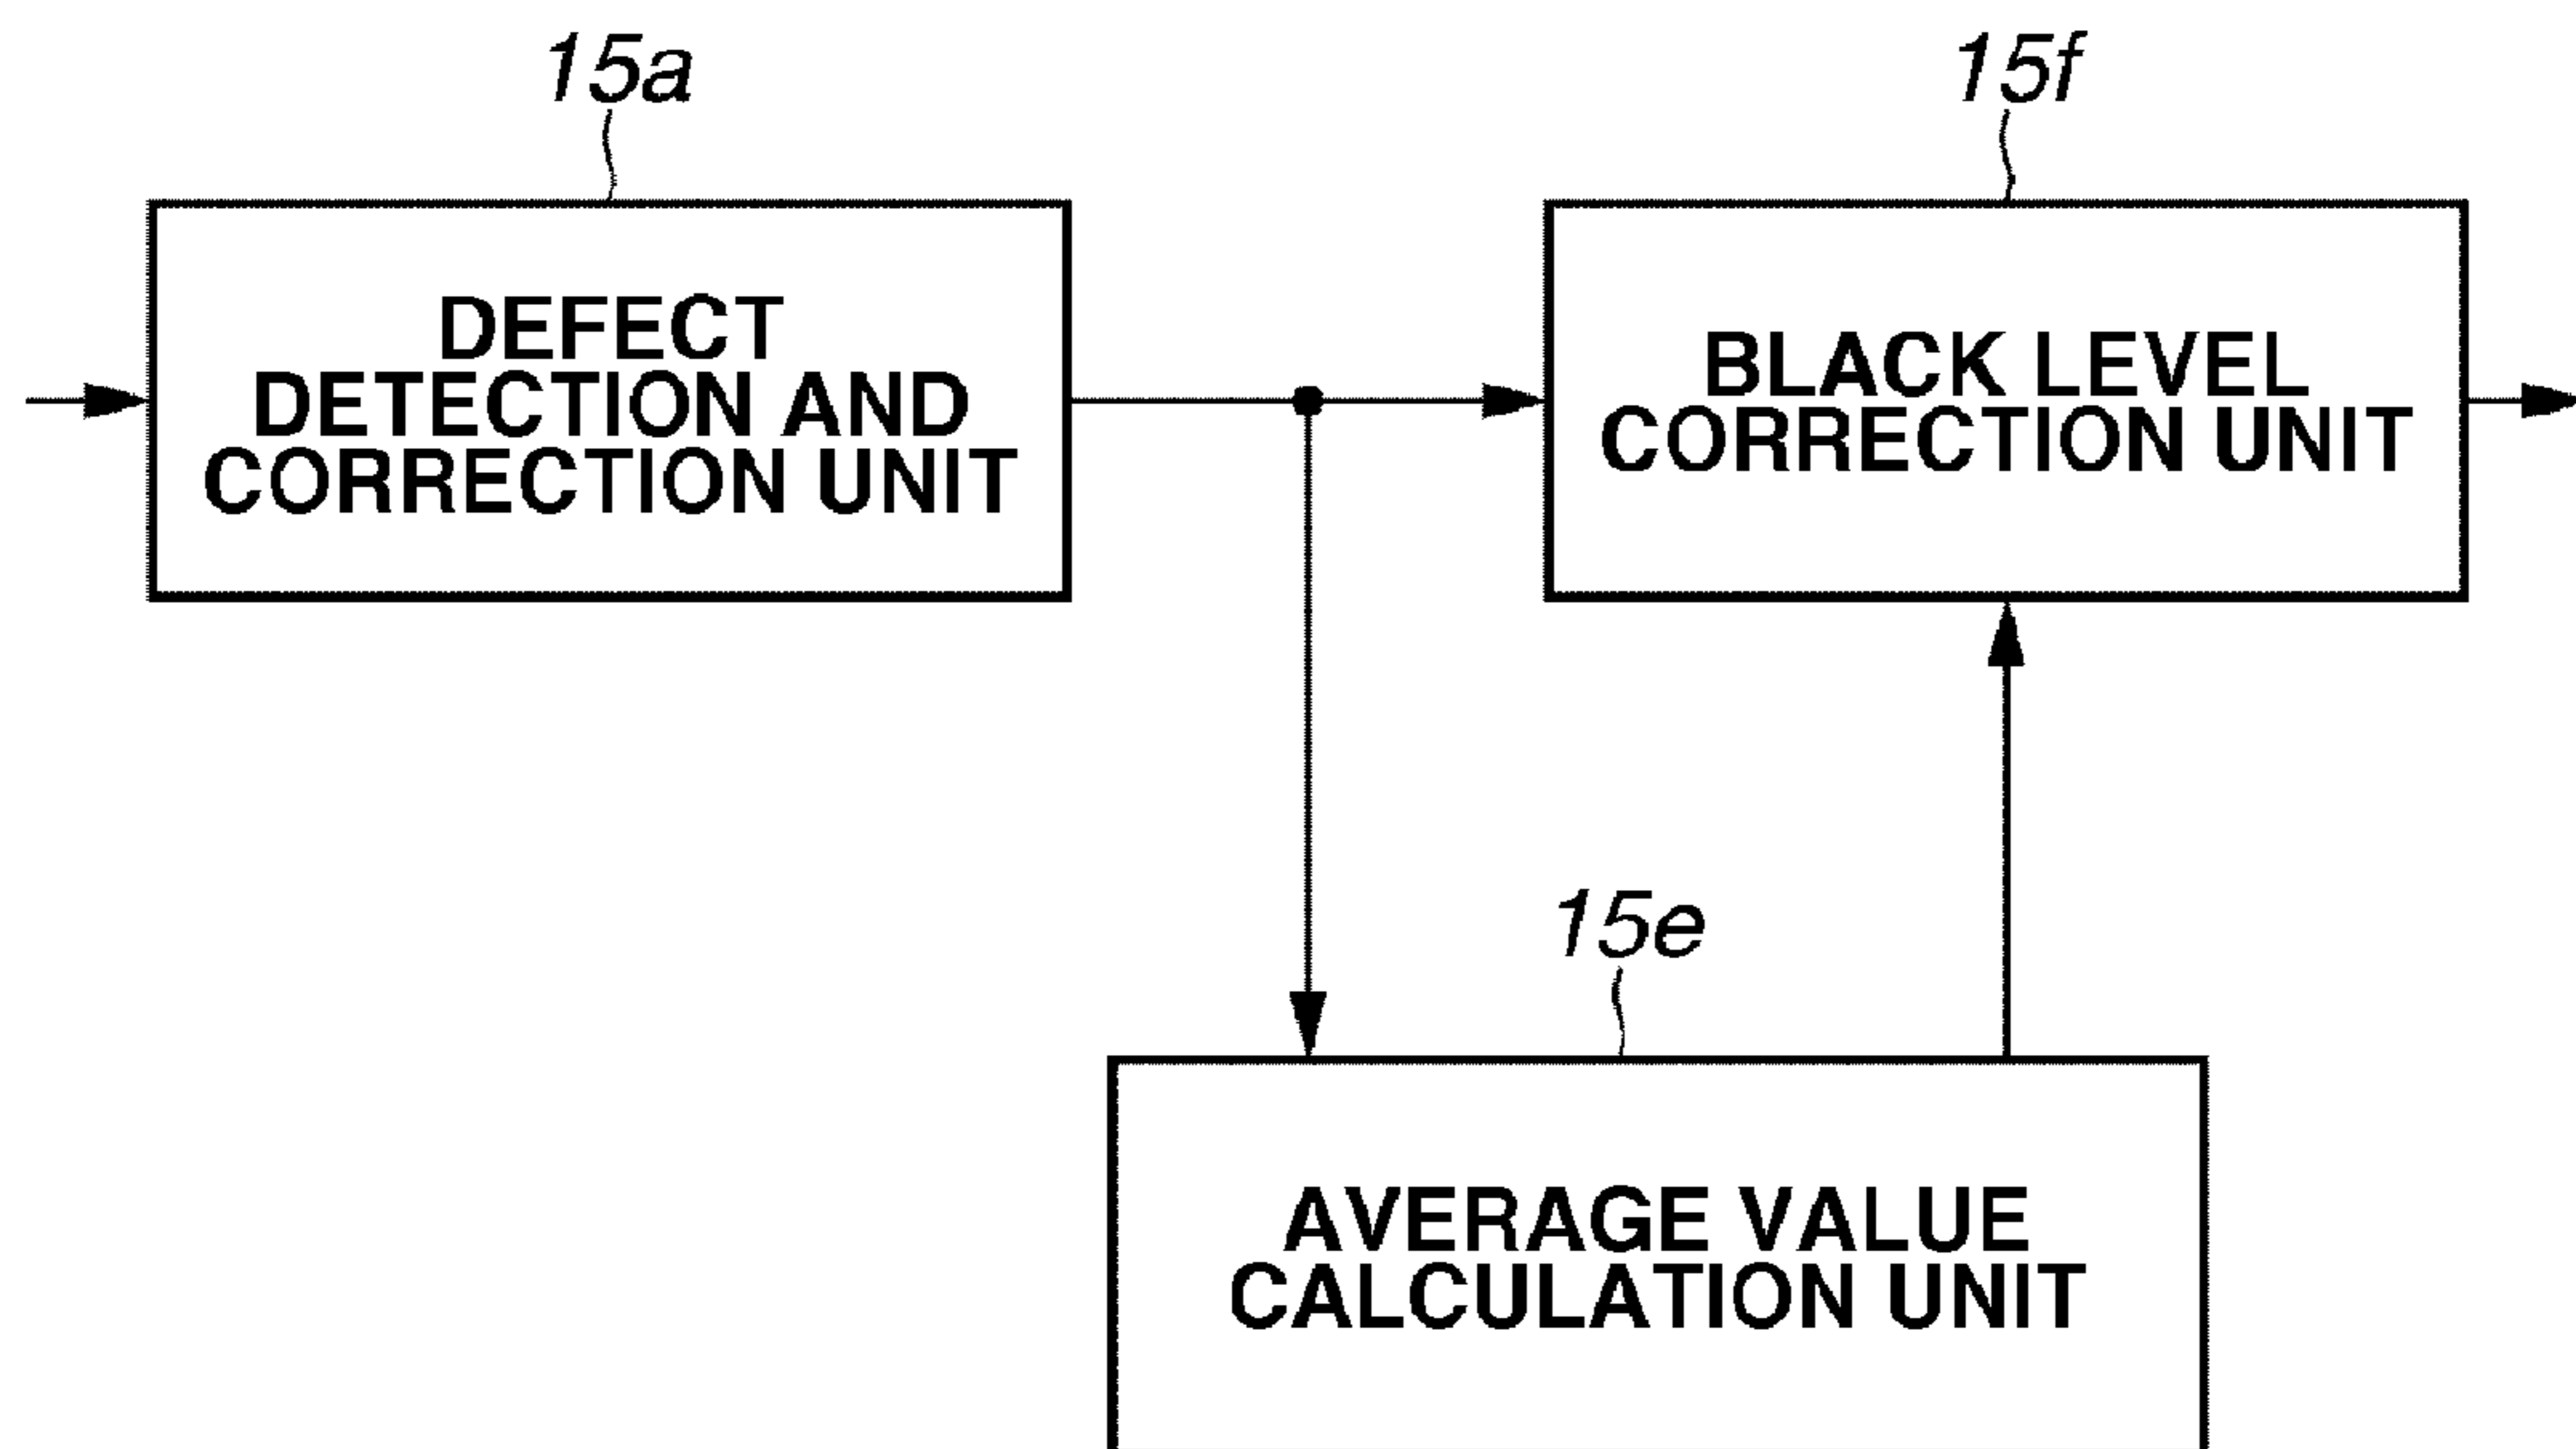 15a
15f
DEFECT
DETECTION AND
CORRECTION UNIT
BLACK LEVEL
CORRECTION UNIT
15e
AVERAGE VALUE
CALCULATION UNIT